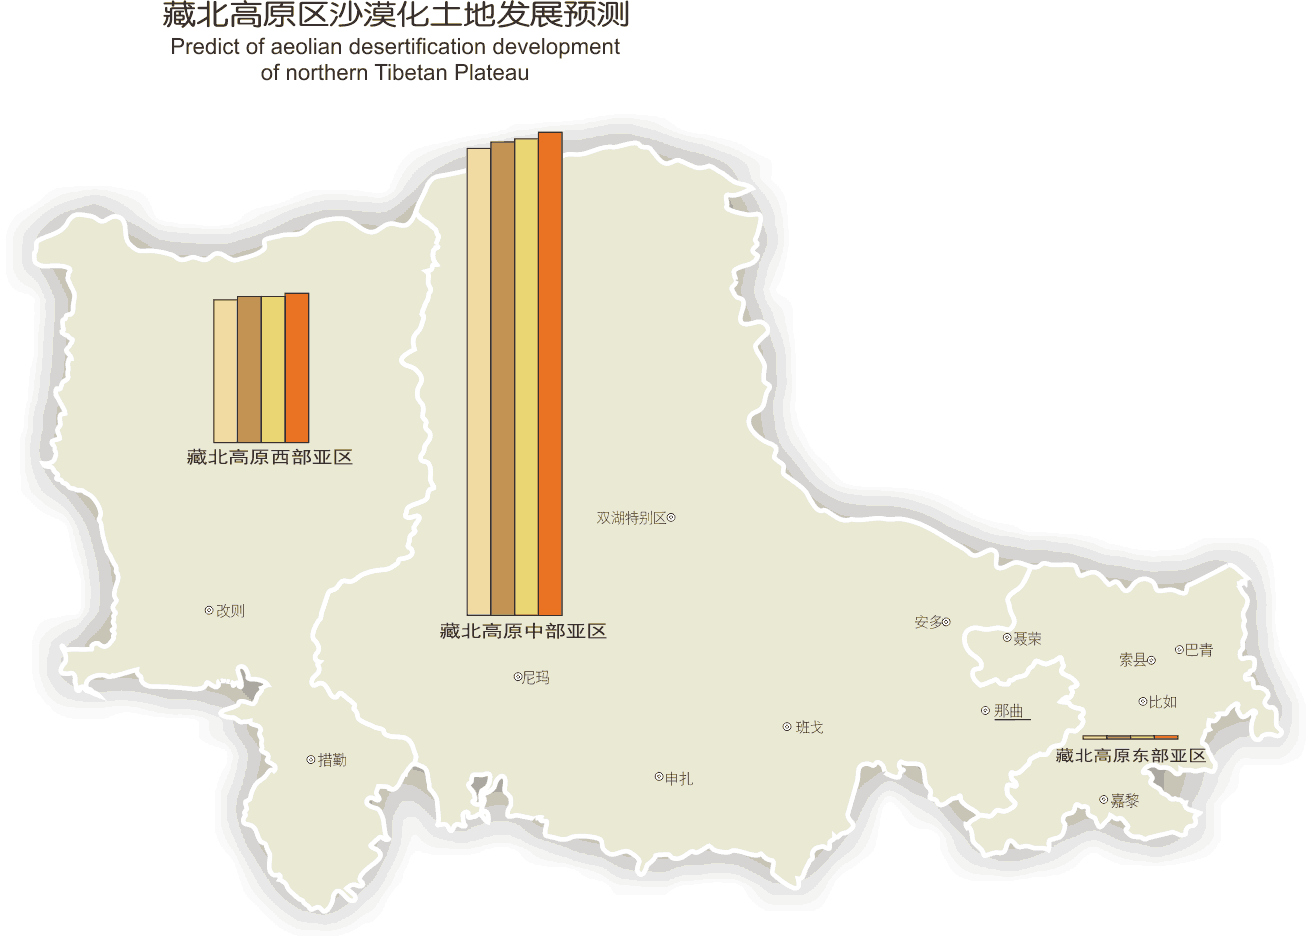 藏北高原区沙漠化土地发展预测
Predict of aeolian desertification development
of northern Tibetan Plateau
藏北高原西部亚区
双湖特别区
改则
藏北高原中部亚区
安多
聂荣
索县
巴青
尼玛
比如
那曲
班戈
藏北高原东部亚区
措勤
申扎
嘉黎